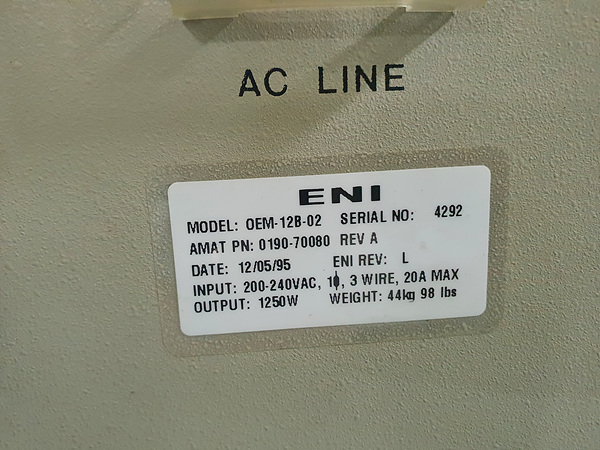 AC LINE
ENI
MODEL: OEM-12B-02 SERIAL NO: 4292
AMAT PN: 0190-70080 REV A
DATE: 12/05/95 ENI REV: L
INPUT: 200-240VAC, 1ϕ, 3 WIRE, 20A MAX
OUTPUT: 1250W WEIGHT: 44kg 98 lbs